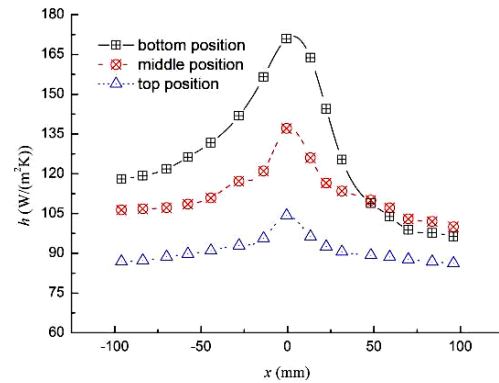 180
165
150
135
120
105
90
75
60
h (W/(m²K)
bottom position
middle position
top position
-100
-50
0
50
100
x (mm)